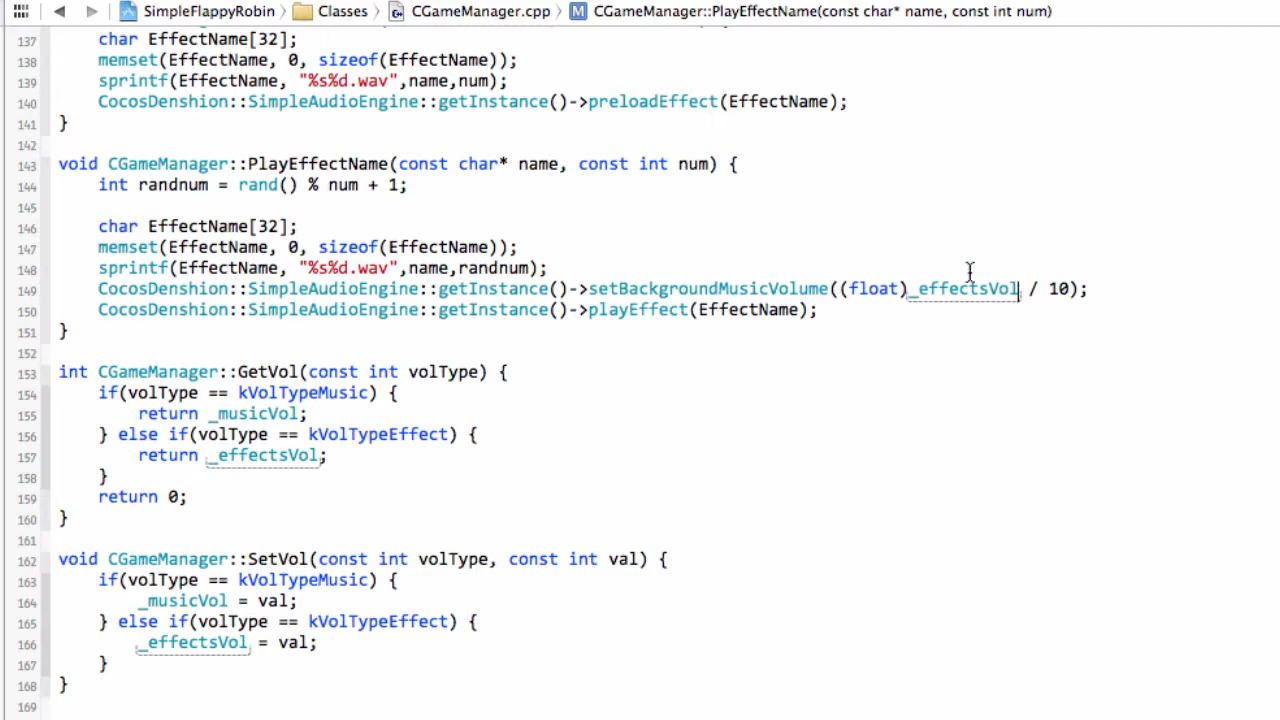 SimpleFlappyRobin Classes CGameManager.cpp M CGameManager::PlayEffectName(const char* name, const int num)
137 char EffectName[32];
138 memset(EffectName, 0, sizeof(EffectName));
139 sprintf(EffectName, "%s%d.wav",name,num);
140 CocosDenshion::SimpleAudioEngine::getInstance()->preloadEffect(EffectName);
141 }
142
143 void CGameManager::PlayEffectName(const char* name, const int num) {
144 int randnum = rand() % num + 1;
145
146 char EffectName[32];
147 memset(EffectName, 0, sizeof(EffectName));
148 sprintf(EffectName, "%s%d.wav",name,randnum);
149 CocosDenshion::SimpleAudioEngine::getInstance()->setBackgroundMusicVolume((float)_effectsVol / 10);
150 CocosDenshion::SimpleAudioEngine::getInstance()->playEffect(EffectName);
151 }
152
153 int CGameManager::GetVol(const int volType) {
154 if(volType == kVolTypeMusic) {
155 return _musicVol;
156 } else if(volType == kVolTypeEffect) {
157 return _effectsVol;
158 }
159 return 0;
160 }
161
162 void CGameManager::SetVol(const int volType, const int val) {
163 if(volType == kVolTypeMusic) {
164 _musicVol = val;
165 } else if(volType == kVolTypeEffect) {
166 _effectsVol = val;
167 }
168 }
169